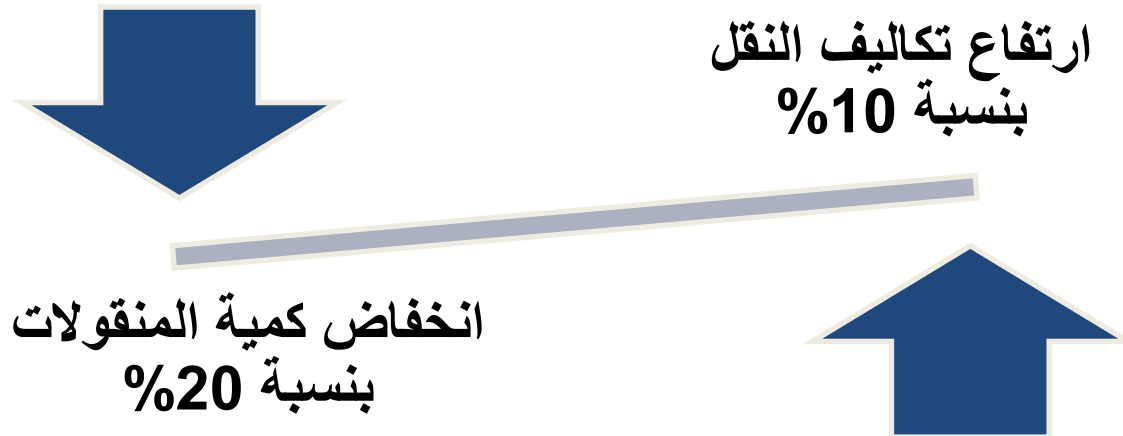 ارتفاع تكاليف النقل
بنسبة 10%
انخفاض كمية المنقولات
بنسبة 20%